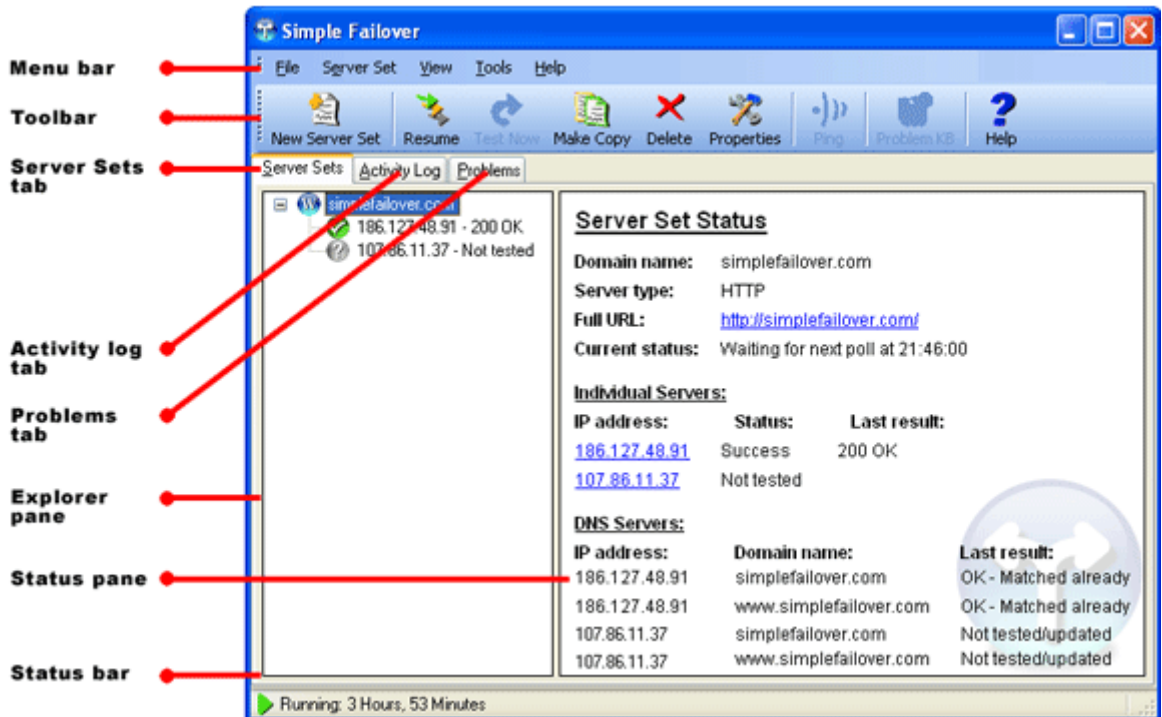 Simple Failover
Menu bar
File Server Set View Tools Help
Toolbar
New Server Set Resume Test Now Make Copy Delete Properties Ping Problem KB Help
Server Sets
tab
Server Sets Activity Log Problems
simplefailover.com
186.127.48.91 - 200 OK
107.86.11.37 - Not tested
Activity log
tab
Problems
tab
Explorer
pane
Status pane
Status bar
Server Set Status
Domain name: simplefailover.com
Server type: HTTP
Full URL: http://simplefailover.com/
Current status: Waiting for next poll at 21:46:00
Individual Servers:
IP address: Status: Last result:
186.127.48.91 Success 200 OK
107.86.11.37 Not tested
DNS Servers:
IP address: Domain name: Last result:
186.127.48.91 simplefailover.com OK - Matched already
186.127.48.91 www.simplefailover.com OK - Matched already
107.86.11.37 simplefailover.com Not tested/updated
107.86.11.37 www.simplefailover.com Not tested/updated
Running: 3 Hours, 53 Minutes